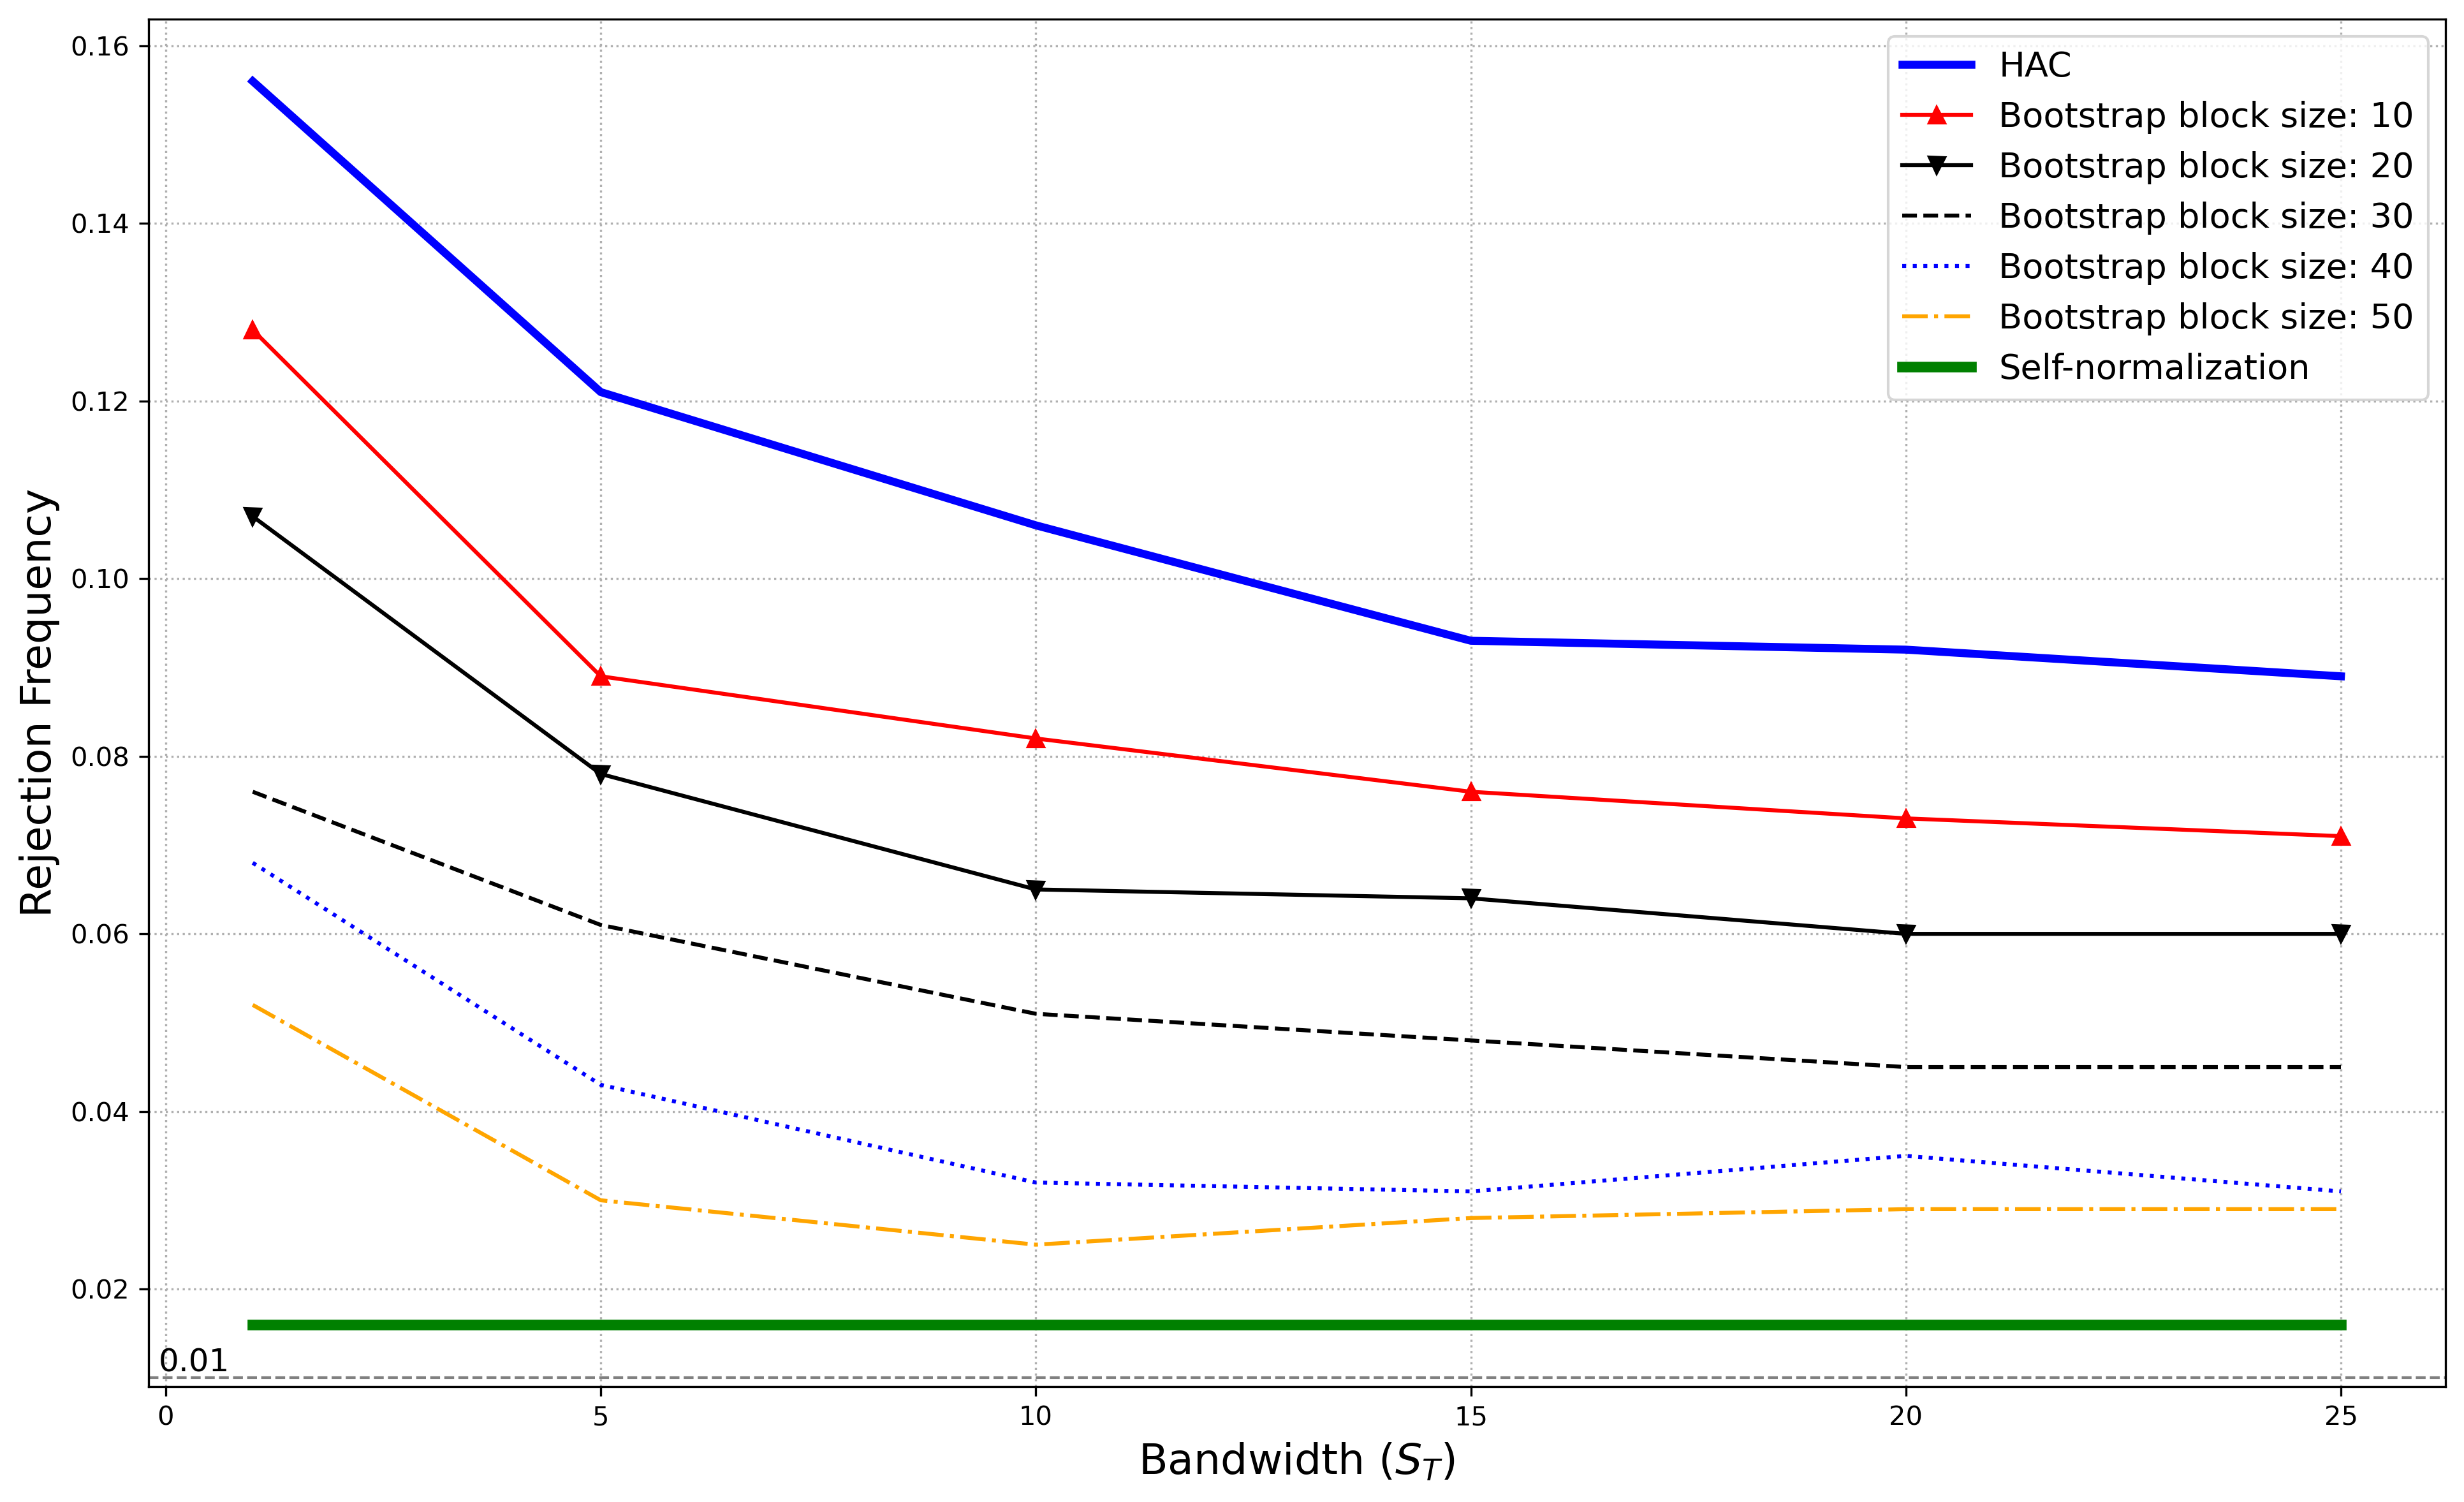 HAC
Bootstrap block size: 10
Bootstrap block size: 20
Bootstrap block size: 30
Bootstrap block size: 40
Bootstrap block size: 50
Self-normalization
Rejection Frequency
0.16
0.14
0.12
0.10
0.08
0.06
0.04
0.02
0.01
0 5 10 15 20 25
Bandwidth (S_T)